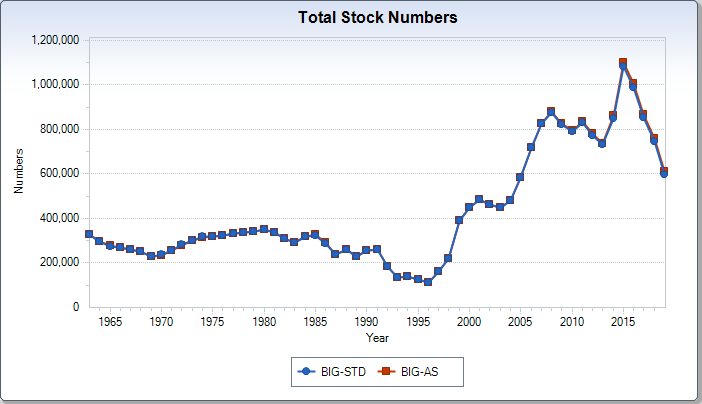 Total Stock Numbers
1,200,000
1,000,000
800,000
600,000
400,000
200,000
0
Numbers
1965 1970 1975 1980 1985 1990 1995 2000 2005 2010 2015
Year
BIG-STD BIG-AS